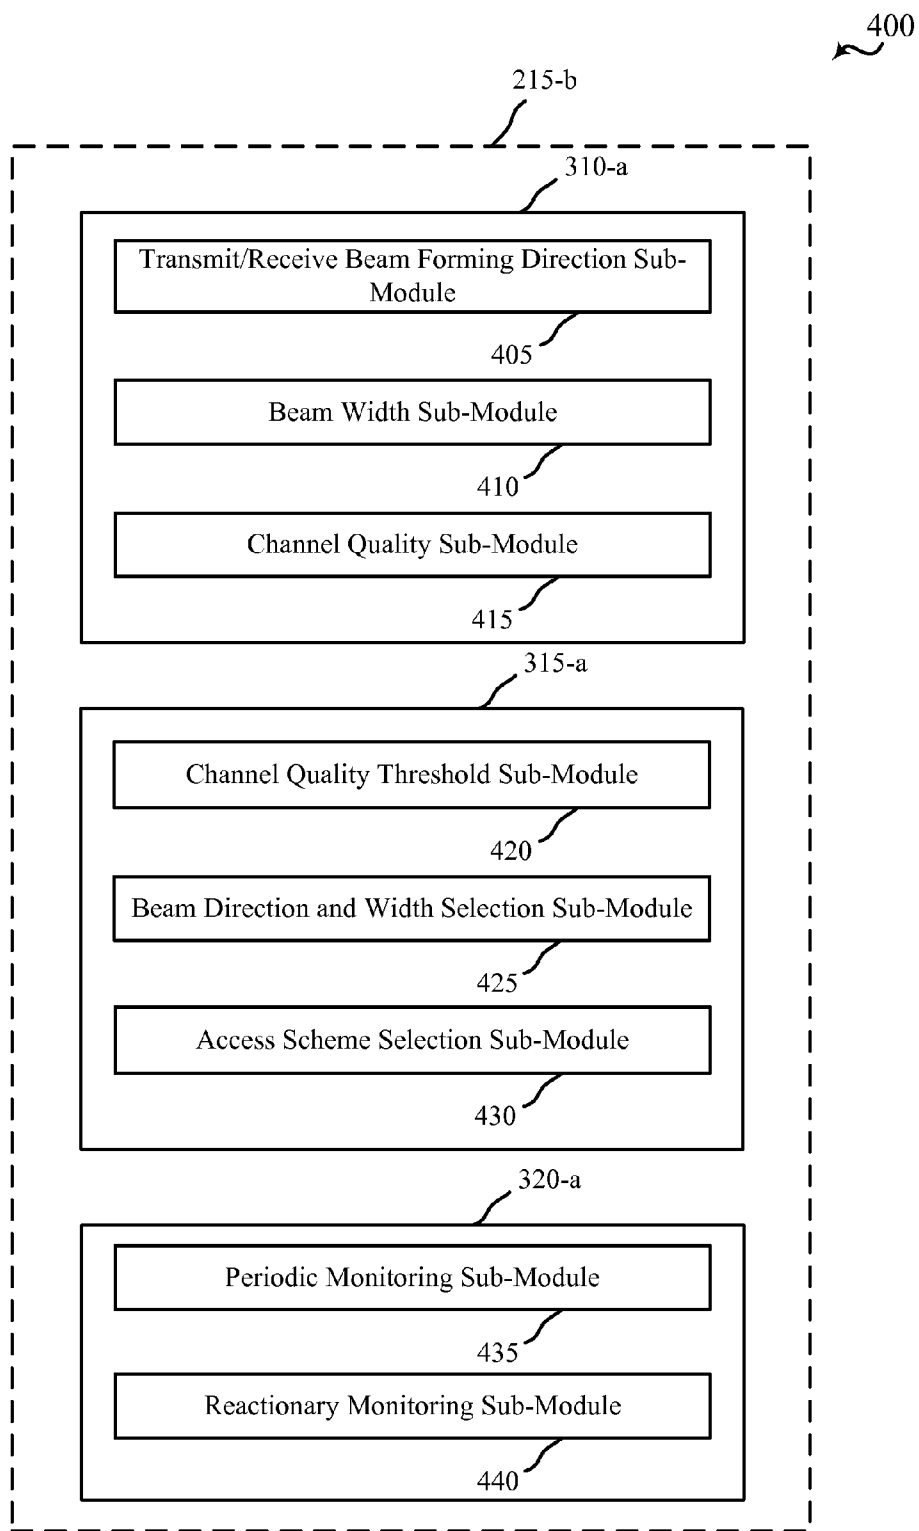 400
215-b
310-a
Transmit/Receive Beam Forming Direction Sub-
Module
405
Beam Width Sub-Module
410
Channel Quality Sub-Module
415
315-a
Channel Quality Threshold Sub-Module
420
Beam Direction and Width Selection Sub-Module
425
Access Scheme Selection Sub-Module
430
320-a
Periodic Monitoring Sub-Module
435
Reactionary Monitoring Sub-Module
440